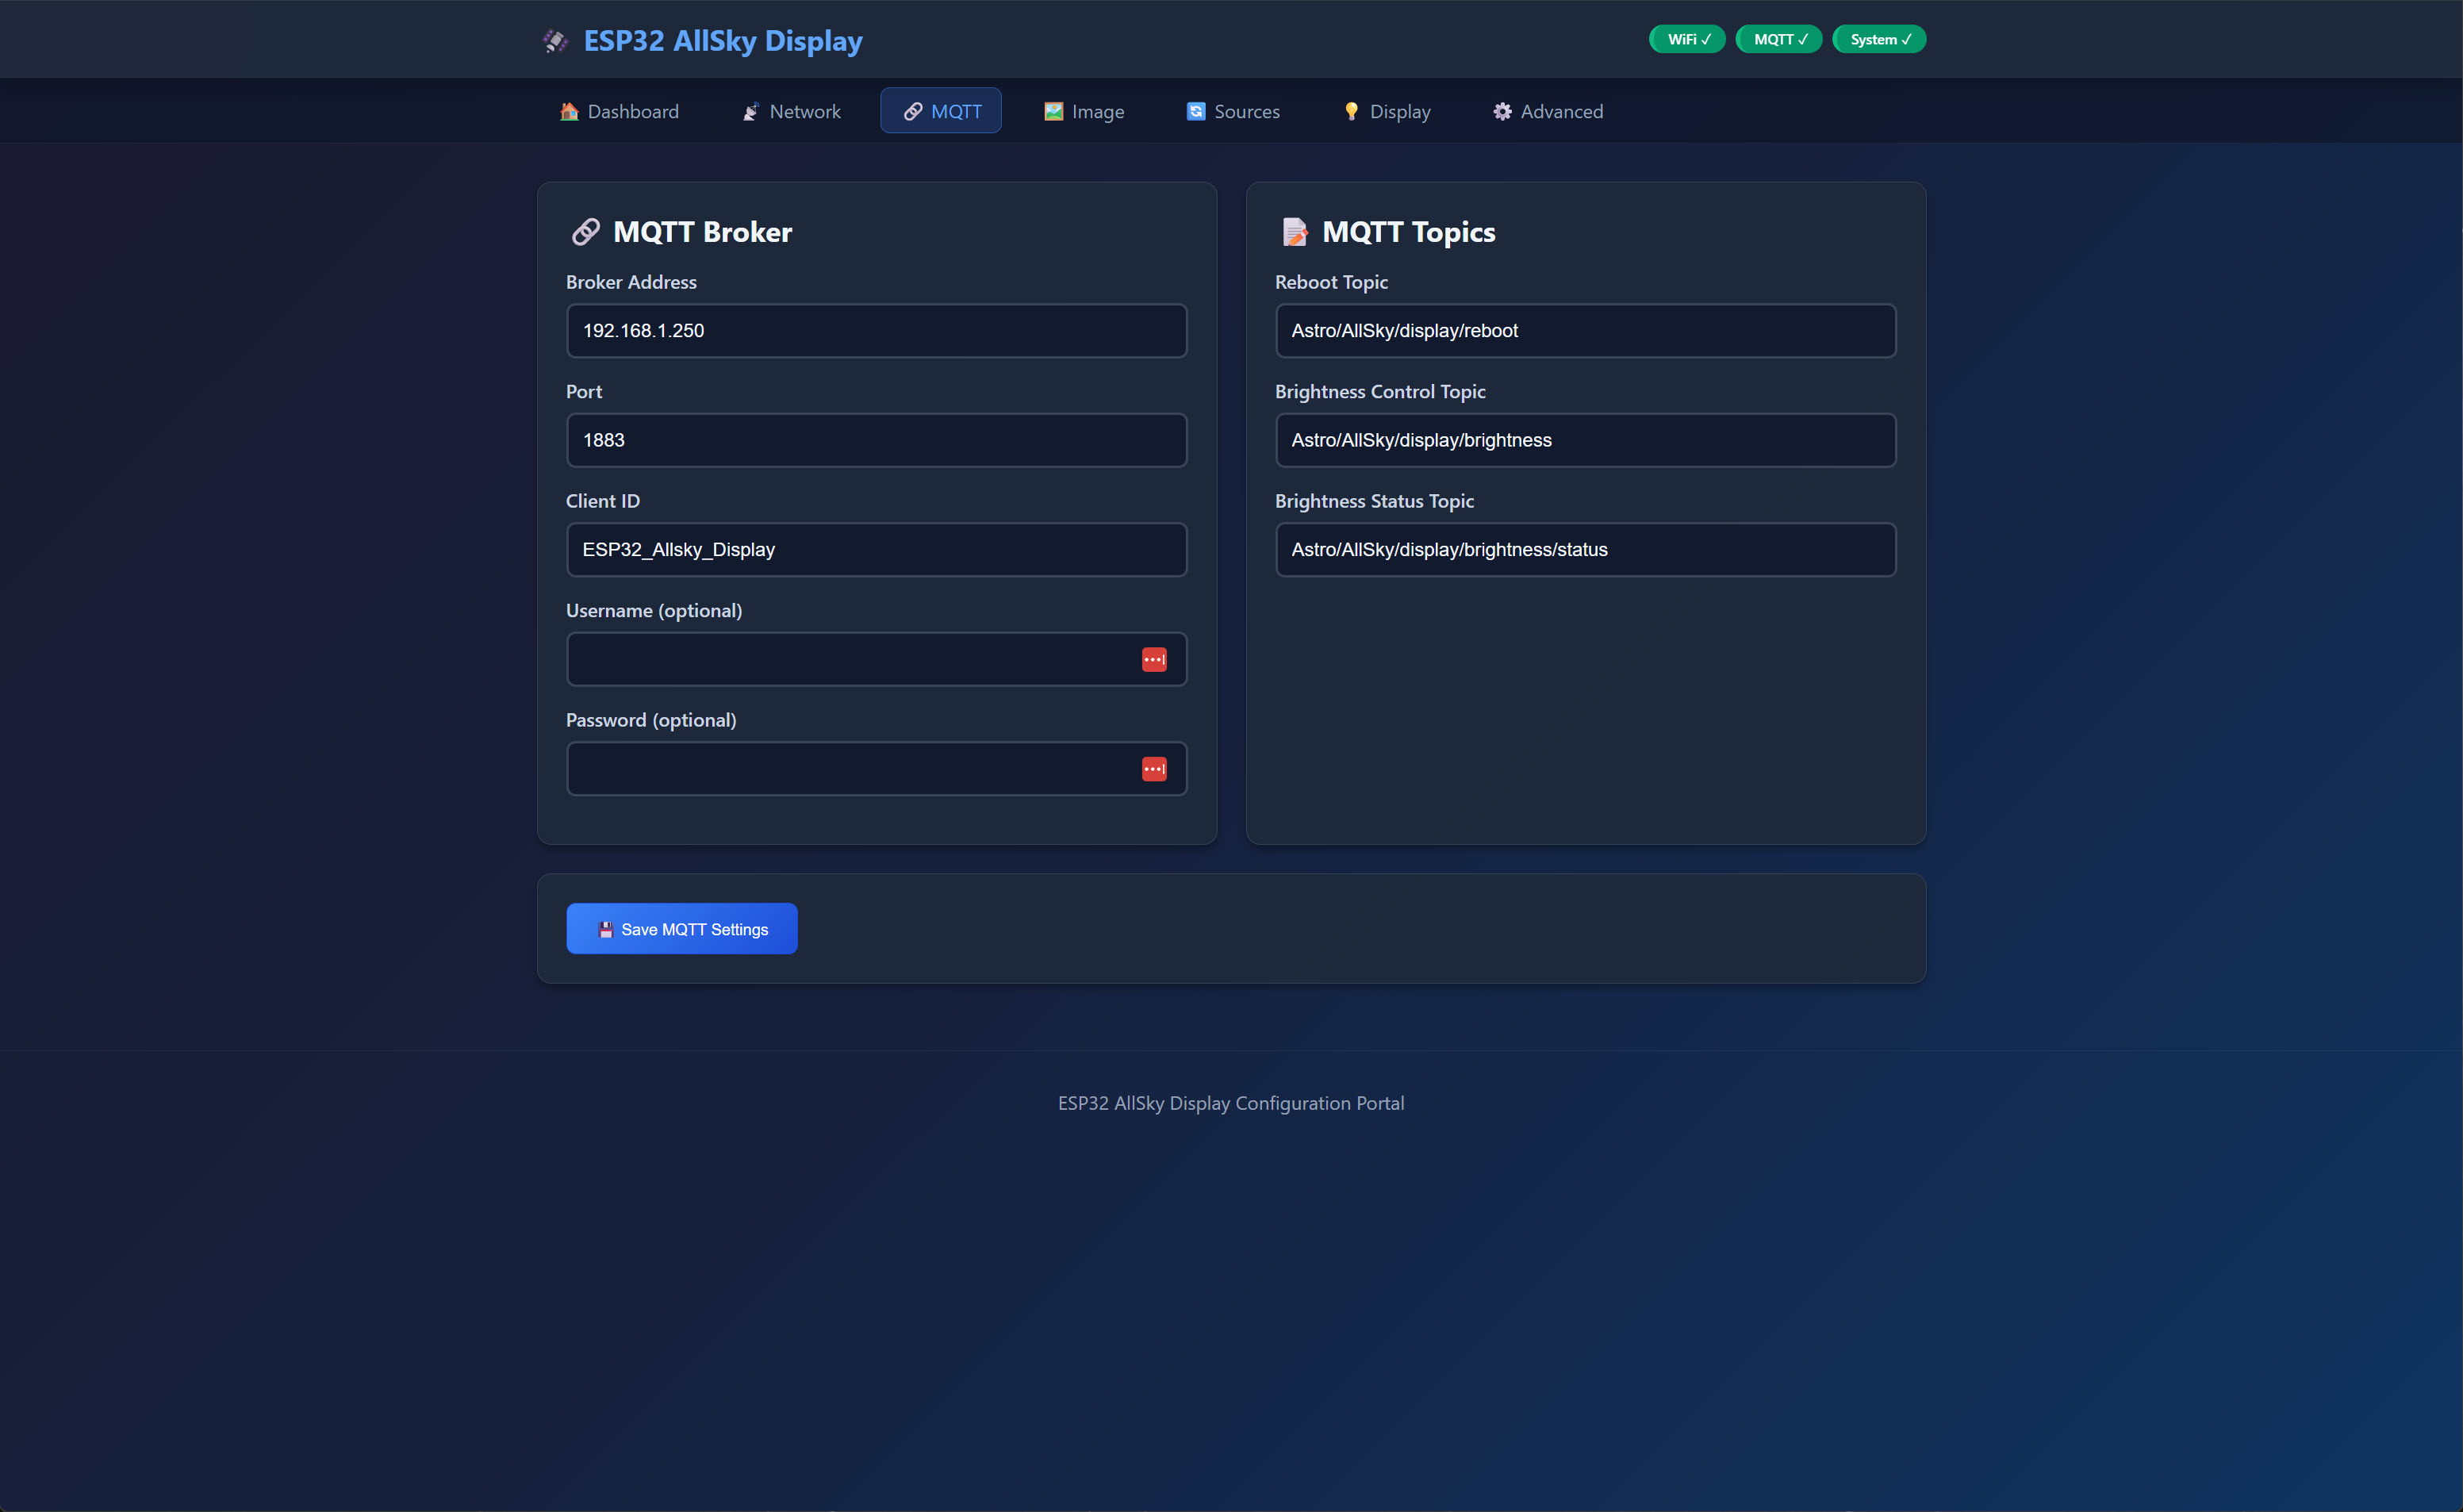 ESP32 AllSky Display
WiFi ✓ MQTT ✓ System ✓
Dashboard Network MQTT Image Sources Display Advanced
MQTT Broker
Broker Address
192.168.1.250
Port
1883
Client ID
ESP32_Allsky_Display
Username (optional)
Password (optional)
MQTT Topics
Reboot Topic
Astro/AllSky/display/reboot
Brightness Control Topic
Astro/AllSky/display/brightness
Brightness Status Topic
Astro/AllSky/display/brightness/status
Save MQTT Settings
ESP32 AllSky Display Configuration Portal